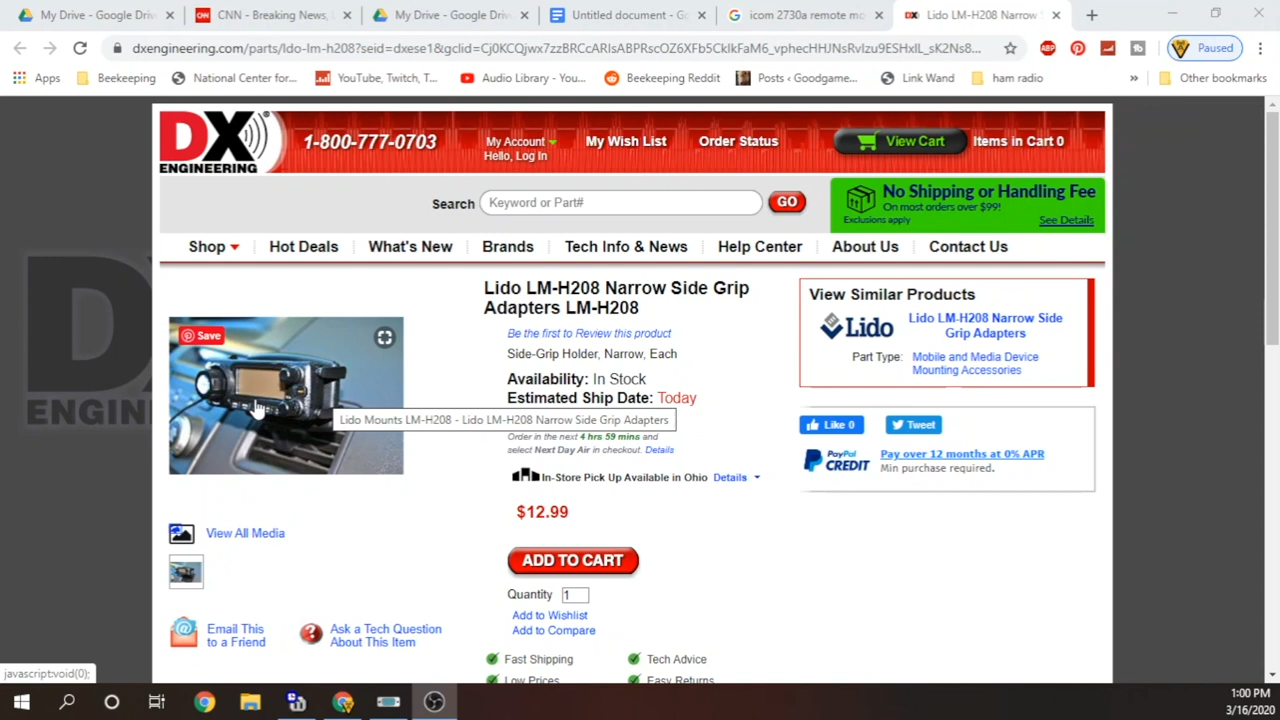 My Drive - Google Driv
CNN - Breaking News, L
My Drive - Google Driv
Untitled document - Go
icom 2730a remote mo
Lido LM-H208 Narrow S
dxengineering.com/parts/ldo-lm-h208?seid=dxese1&gclid=Cj0KCQjwx7zzBRCcARIsABPRscOZ6XFb5CkIkFaM6_vphecHHJNsRvIzu9ESHxlL_sK2Ns8...
ABP
Paused
Apps
Beekeeping
National Center for...
YouTube, Twitch, T...
Audio Library - You...
Beekeeping Reddit
Posts ‹ Goodgame...
Link Wand
ham radio
»
Other bookmarks
DX ENGINEERING
1-800-777-0703
My Account
Hello, Log In
My Wish List
Order Status
View Cart
Items in Cart 0
Search
Keyword or Part#
GO
No Shipping or Handling Fee
On most orders over $99!
Exclusions apply
See Details
Shop
Hot Deals
What's New
Brands
Tech Info & News
Help Center
About Us
Contact Us
Save
Lido LM-H208 Narrow Side Grip
Adapters LM-H208
Be the first to Review this product
Side-Grip Holder, Narrow, Each
Availability: In Stock
Estimated Ship Date: Today
Lido Mounts LM-H208 - Lido LM-H208 Narrow Side Grip Adapters
Order in the next 4 hrs 59 mins and
select Next Day Air in checkout. Details
In-Store Pick Up Available in Ohio Details
$12.99
ADD TO CART
Quantity 1
Add to Wishlist
Add to Compare
Fast Shipping
Tech Advice
Low Prices
Easy Returns
View All Media
Email This
to a Friend
Ask a Tech Question
About This Item
View Similar Products
Lido
Lido LM-H208 Narrow Side
Grip Adapters
Part Type: Mobile and Media Device
Mounting Accessories
Like 0
Tweet
PayPal
CREDIT
Pay over 12 months at 0% APR
Min purchase required.
javascript:void(0);
1:00 PM
3/16/2020